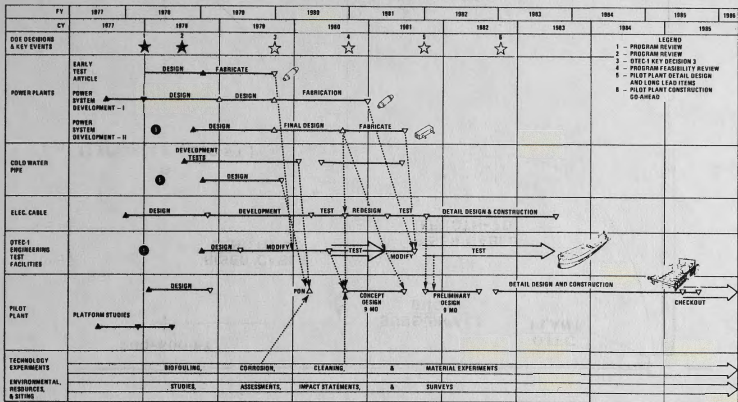 FY 1977 1978 1979 1980 1981 1982 1983 1984 1985 1986 FY
CY 1977 1978 1979 1980 1981 1982 1983 1984 1985 CY
DOE DECISIONS & KEY EVENTS
1 2 3 4 5 6
LEGEND
1 – PROGRAM REVIEW
2 – PROGRAM REVIEW
3 – OTEC-1 KEY DECISION 3
4 – PROGRAM FEASIBILITY REVIEW
5 – PILOT PLANT DETAIL DESIGN
AND LONG LEAD ITEMS
6 – PILOT PLANT CONSTRUCTION
GO-AHEAD
POWER PLANTS
EARLY
TEST
ARTICLE
DESIGN FABRICATE
POWER
SYSTEM
DEVELOPMENT – I
DESIGN DESIGN FABRICATION
POWER
SYSTEM
DEVELOPMENT – II
1 DESIGN FINAL DESIGN FABRICATE
COLD WATER
PIPE
DEVELOPMENT
TESTS
1 DESIGN
ELEC. CABLE
DESIGN DEVELOPMENT TEST REDESIGN TEST DETAIL DESIGN & CONSTRUCTION
OTEC-1
ENGINEERING
TEST
FACILITIES
1 DESIGN MODIFY TEST MODIFY TEST
PILOT
PLANT
DESIGN PDN
CONCEPT
DESIGN
9 MO
PRELIMINARY
DESIGN
9 MO
DETAIL DESIGN AND CONSTRUCTION
CHECKOUT
PLATFORM STUDIES
TECHNOLOGY
EXPERIMENTS
BIOFOULING, CORROSION, CLEANING, & MATERIAL EXPERIMENTS
ENVIRONMENTAL,
RESOURCES,
& SITING
STUDIES, ASSESSMENTS, IMPACT STATEMENTS, & SURVEYS